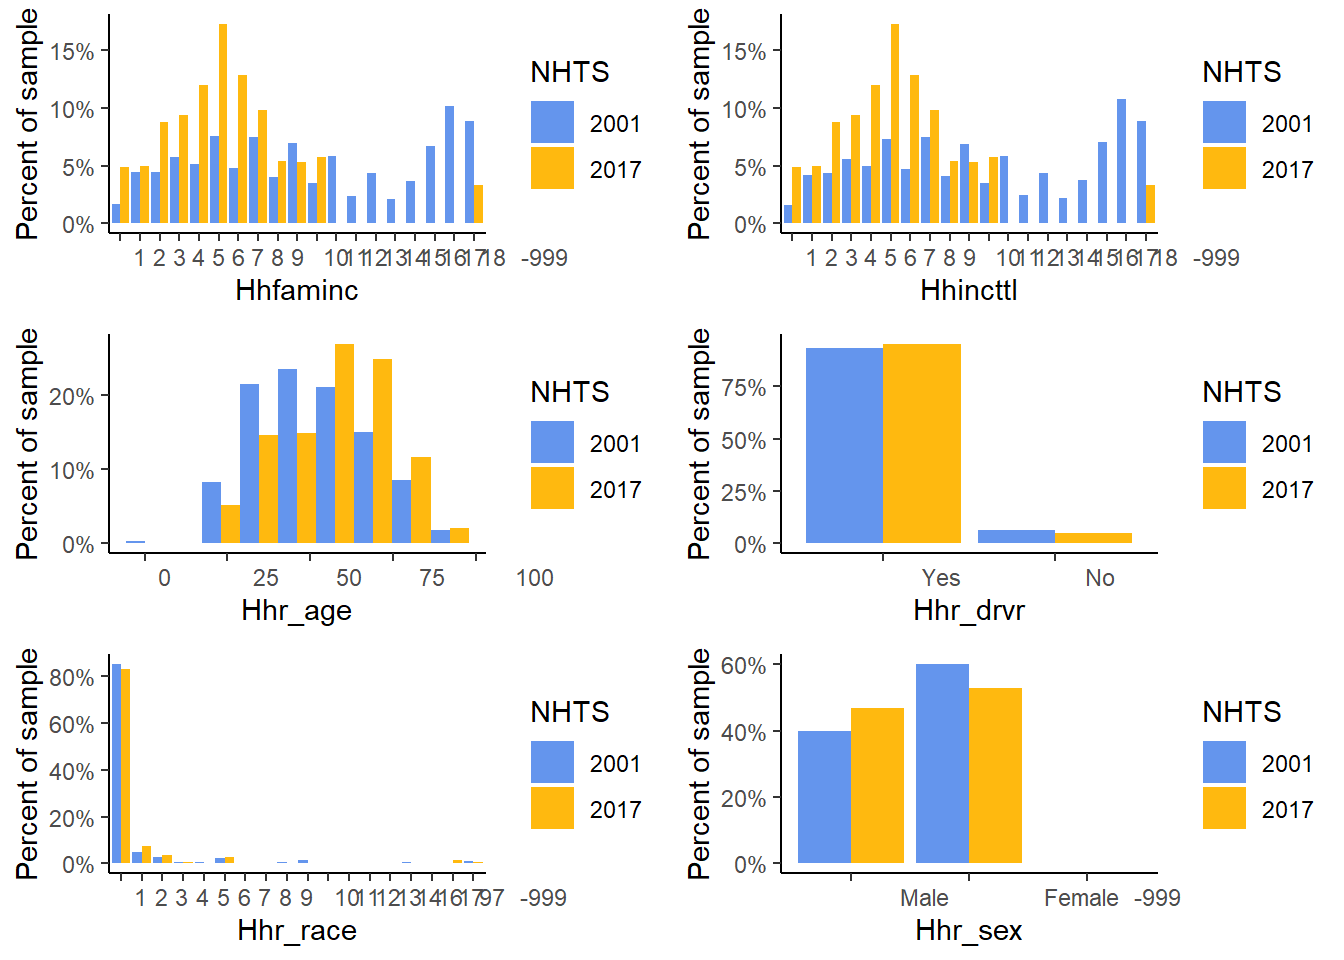 Percent of sample
15%
10%
5%
0%
1 2 3 4 5 6 7 8 9 10 11 12 13 14 15 16 17 18 -999
Hhfaminc
NHTS
2001
2017
Percent of sample
15%
10%
5%
0%
1 2 3 4 5 6 7 8 9 10 11 12 13 14 15 16 17 18 -999
Hhincttl
NHTS
2001
2017
Percent of sample
20%
10%
0%
0 25 50 75 100
Hhr_age
NHTS
2001
2017
Percent of sample
75%
50%
25%
0%
Yes No
Hhr_drvr
NHTS
2001
2017
Percent of sample
80%
60%
40%
20%
0%
1 2 3 4 5 6 7 8 9 10 11 12 13 14 16 17 97 -999
Hhr_race
NHTS
2001
2017
Percent of sample
60%
40%
20%
0%
Male Female -999
Hhr_sex
NHTS
2001
2017